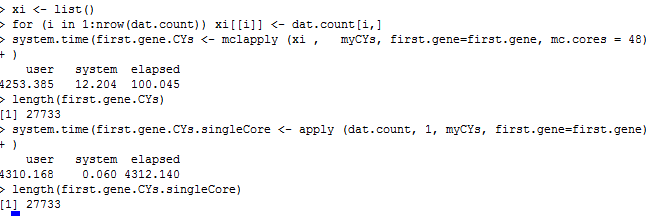 > xi <- list()
> for (i in 1:nrow(dat.count)) xi[[i]] <- dat.count[i,]
> system.time(first.gene.CYs <- mclapply (xi ,   myCYs, first.gene=first.gene, mc.cores = 48)
+ )
    user   system  elapsed
4253.385   12.204  100.045
> length(first.gene.CYs)
[1] 27733
> system.time(first.gene.CYs.singleCore <- apply (dat.count, 1, myCYs, first.gene=first.gene)
+ )
    user   system  elapsed
4310.168    0.060 4312.140
> length(first.gene.CYs.singleCore)
[1] 27733